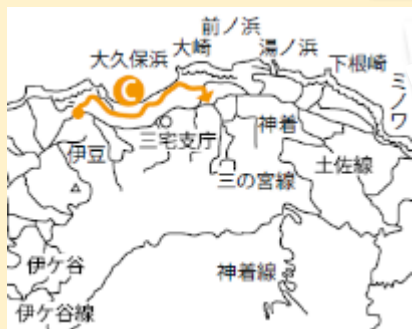 前ノ浜
大崎
湯ノ浜
大久保浜
下根崎
C
ミノワ
神着
伊豆
三宅支庁
土佐線
三の宮線
伊ケ谷
神着線
伊ケ谷線